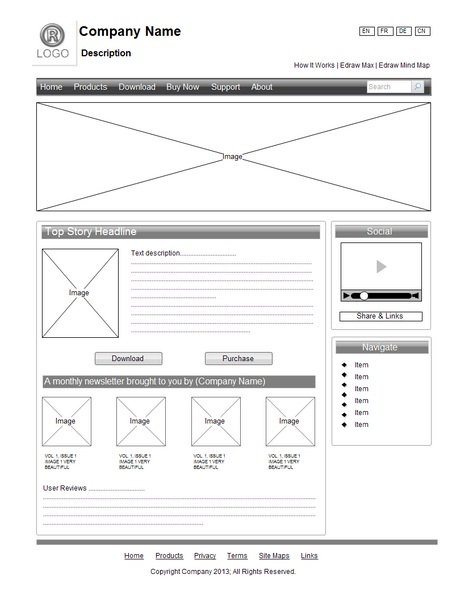 Company Name
EN FR DE CN
R
LOGO
Description
How It Works | Edraw Max | Edraw Mind Map
Home Products Download Buy Now Support About Search
Image
Top Story Headline
Text description..............................
Image
Download Purchase
A monthly newsletter brought to you by (Company Name)
Image Image Image Image
VOL. 1, ISSUE 1 VOL. 1, ISSUE 1 VOL. 1, ISSUE 1 VOL. 1, ISSUE 1
IMAGE 1 VERY IMAGE 1 VERY IMAGE 1 VERY IMAGE 1 VERY
BEAUTIFUL BEAUTIFUL BEAUTIFUL BEAUTIFUL
User Reviews ..............................
Social
Share & Links
Navigate
Item
Item
Item
Item
Item
Item
Home Products Privacy Terms Site Maps Links
Copyright Company 2013; All Rights Reserved.